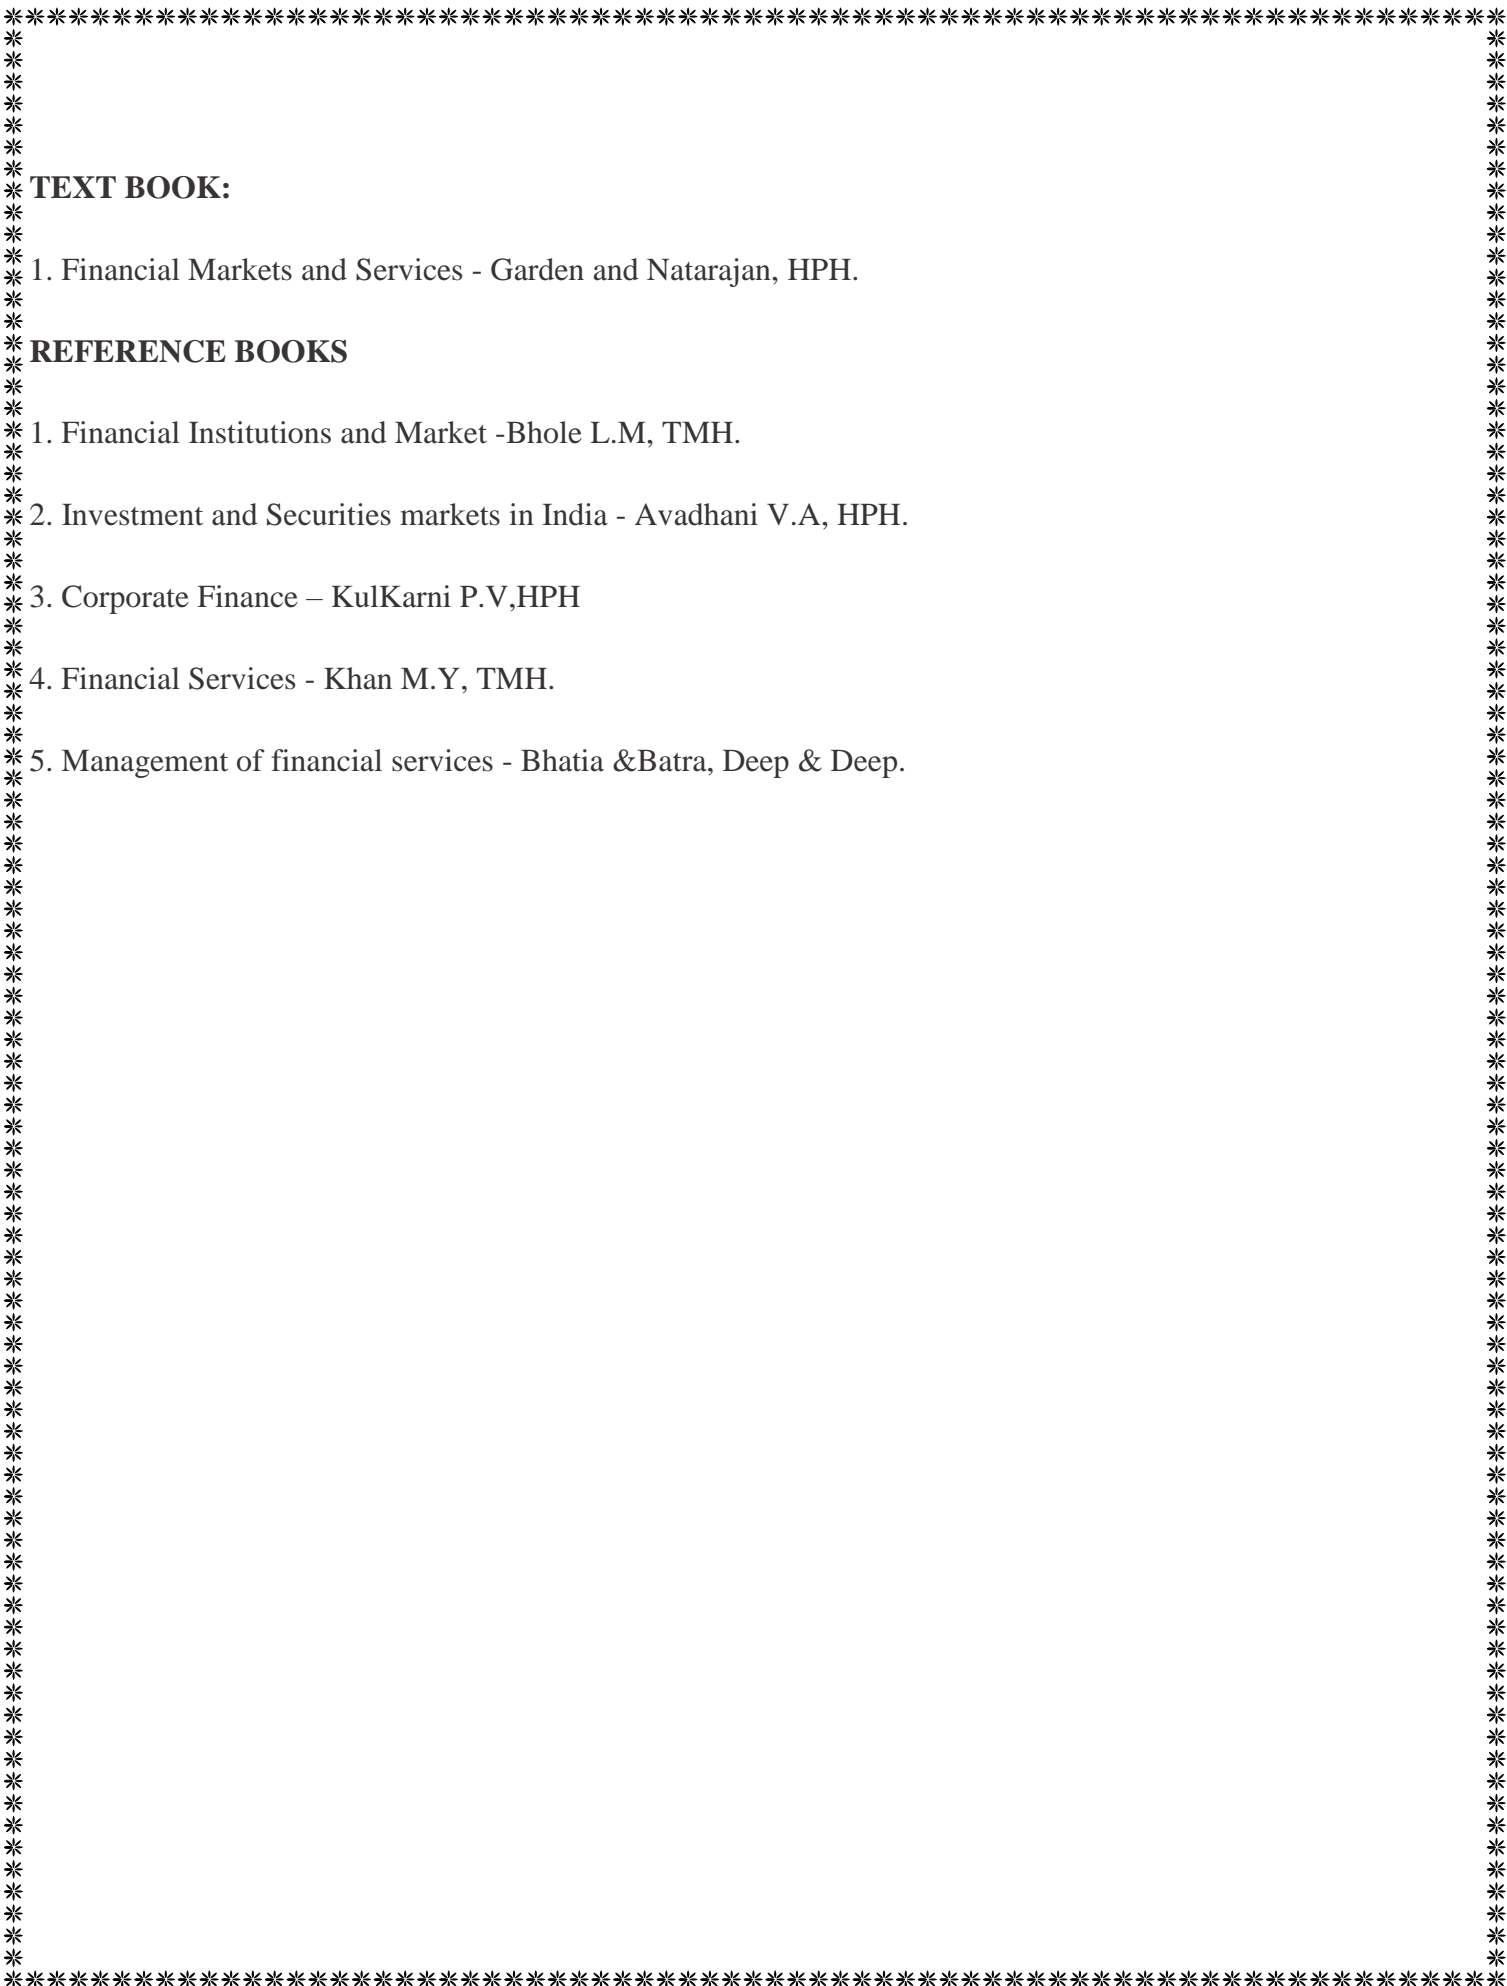 TEXT BOOK:
1. Financial Markets and Services - Garden and Natarajan, HPH.
REFERENCE BOOKS
1. Financial Institutions and Market -Bhole L.M, TMH.
2. Investment and Securities markets in India - Avadhani V.A, HPH.
3. Corporate Finance – KulKarni P.V,HPH
4. Financial Services - Khan M.Y, TMH.
5. Management of financial services - Bhatia &Batra, Deep & Deep.